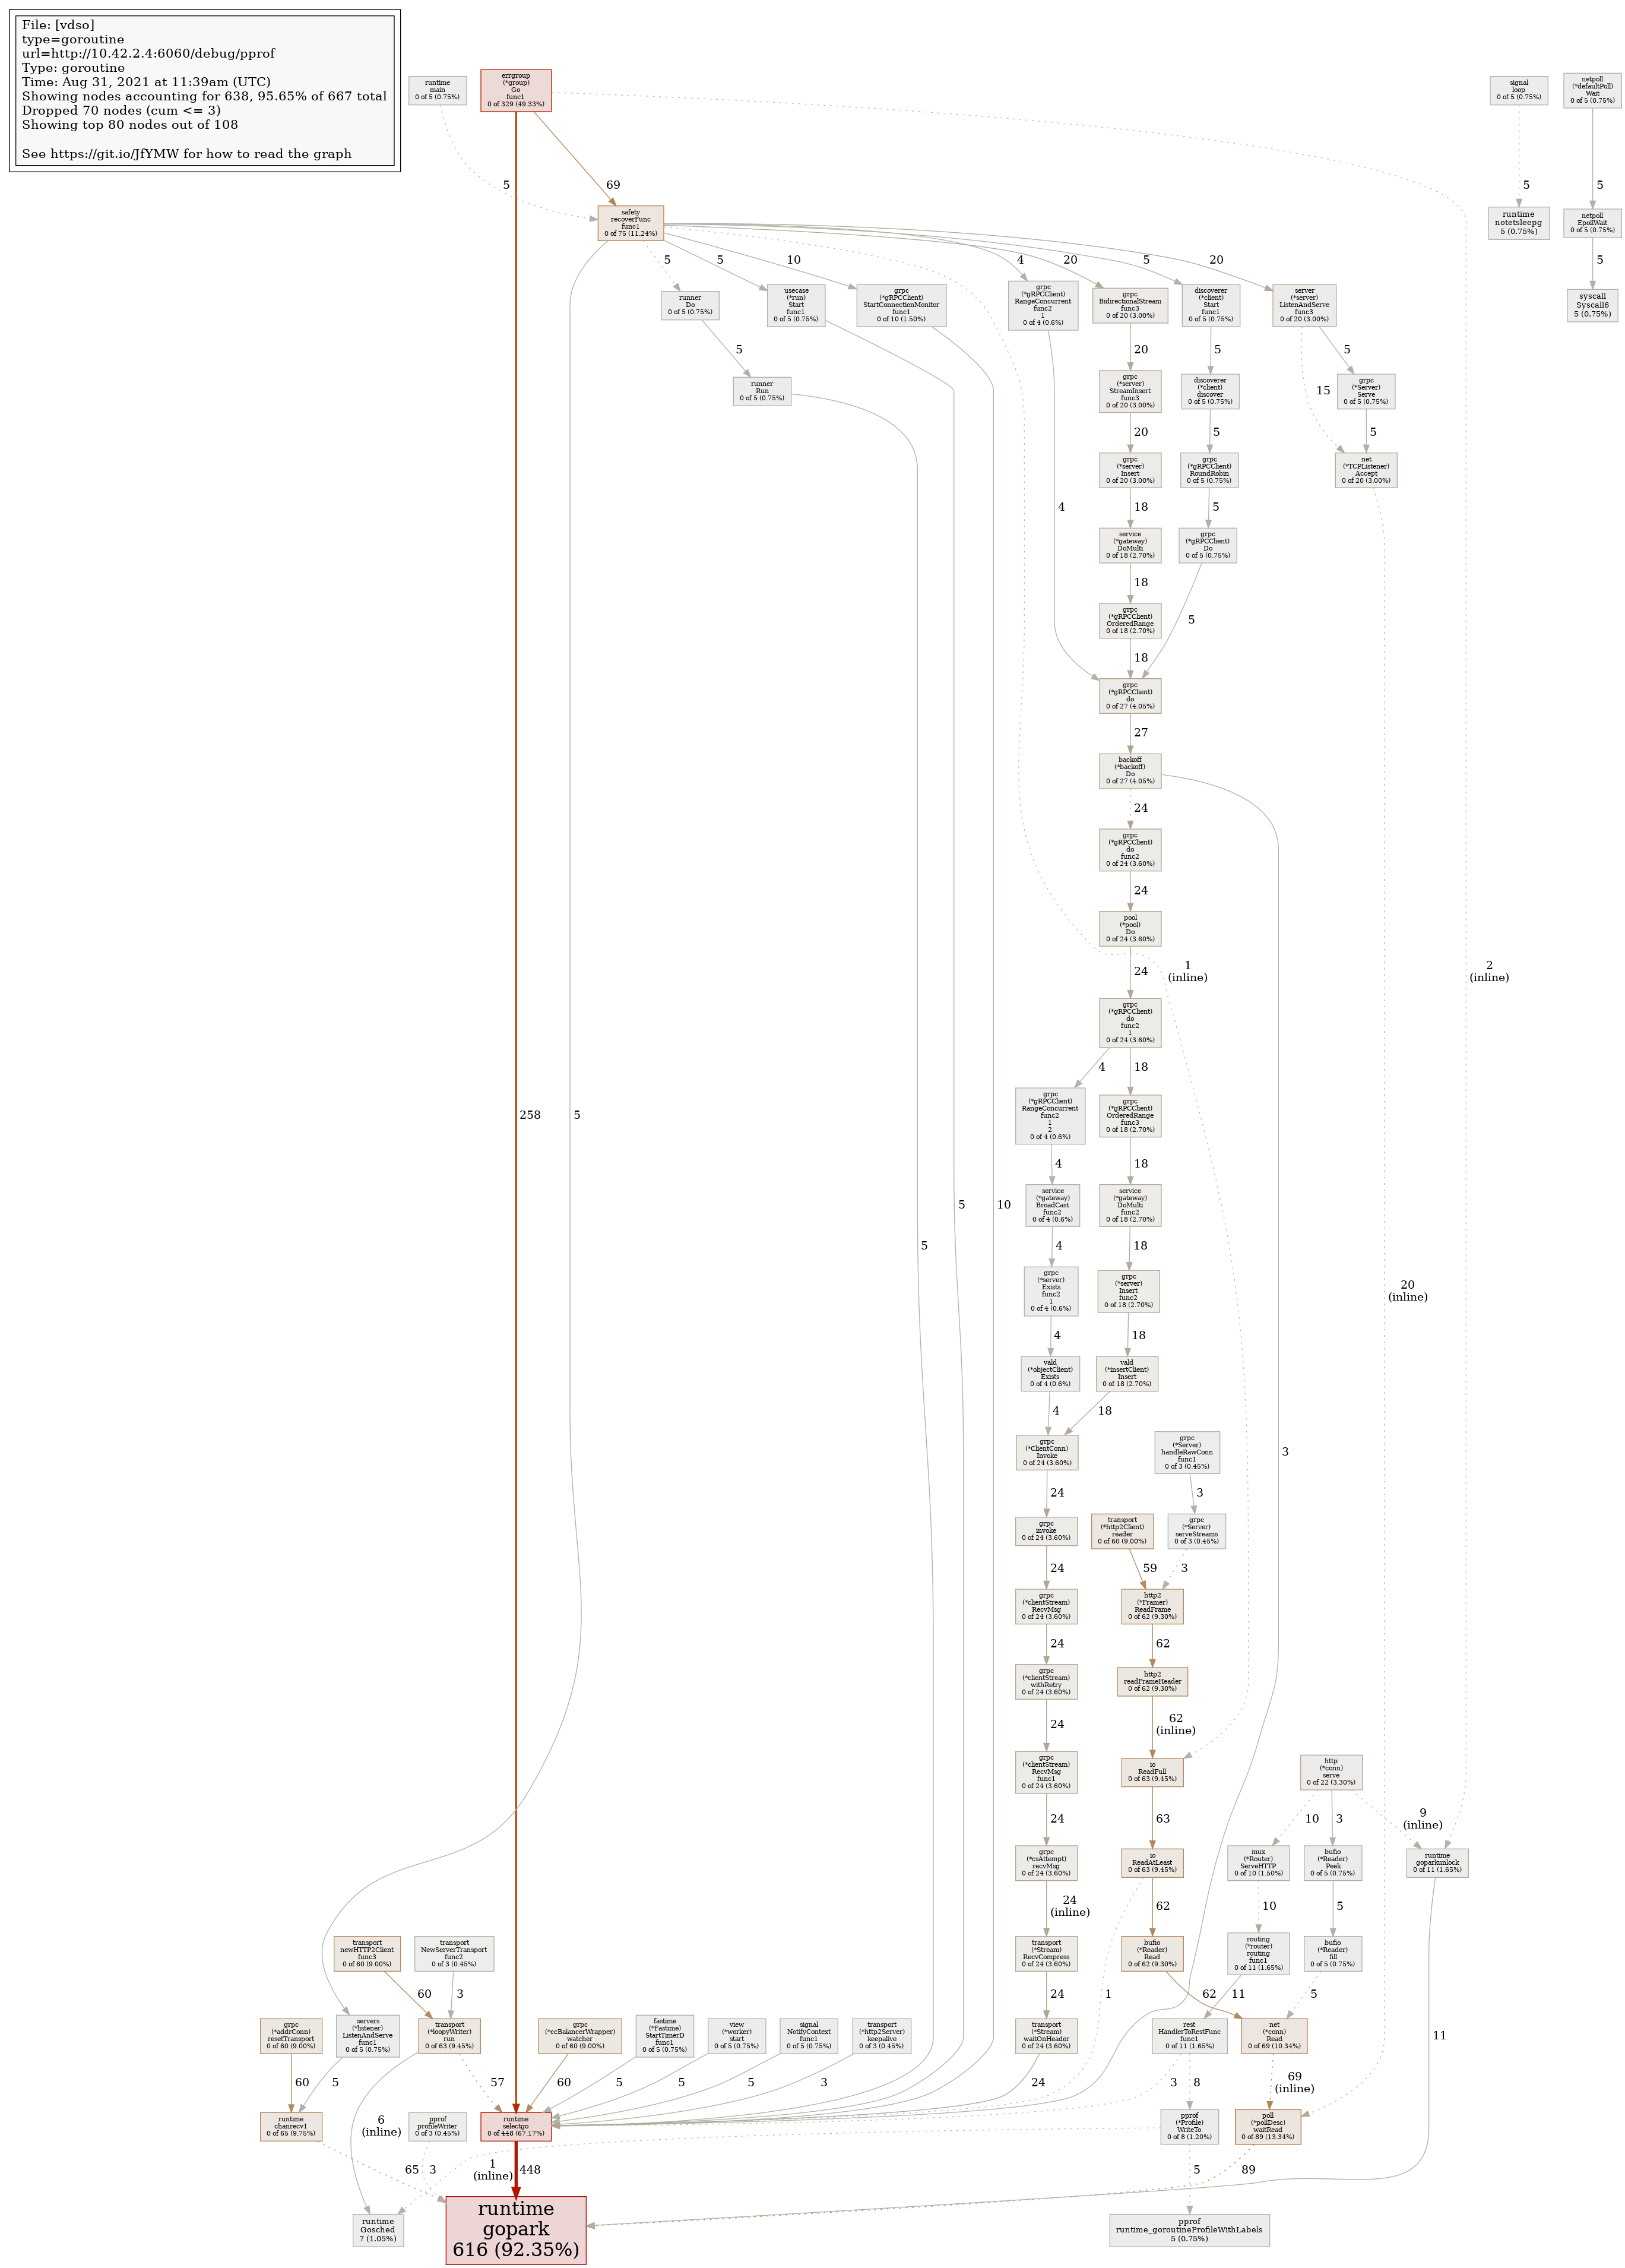 File: [vdso]
type=goroutine
url=http://10.42.2.4:6060/debug/pprof
Type: goroutine
Time: Aug 31, 2021 at 11:39am (UTC)
Showing nodes accounting for 638, 95.65% of 667 total
Dropped 70 nodes (cum <= 3)
Showing top 80 nodes out of 108
See https://git.io/JfYMW for how to read the graph
runtime
main
0 of 5 (0.75%)
errgroup
(*group)
Go
func1
0 of 329 (49.33%)
signal
loop
0 of 5 (0.75%)
netpoll
(*defaultPoll)
Wait
0 of 5 (0.75%)
5
69
5
5
safety
recoverFunc
func1
0 of 75 (11.24%)
runtime
notetsleepg
5 (0.75%)
netpoll
EpollWait
0 of 5 (0.75%)
5
5
10
4
20
5
20
5
runner
Do
0 of 5 (0.75%)
usecase
(*run)
Start
func1
0 of 5 (0.75%)
grpc
(*gRPCClient)
StartConnectionMonitor
func1
0 of 10 (1.50%)
grpc
(*gRPCClient)
RangeConcurrent
func2
1
0 of 4 (0.6%)
grpc
BidirectionalStream
func3
0 of 20 (3.00%)
discoverer
(*client)
Start
func1
0 of 5 (0.75%)
server
(*server)
ListenAndServe
func3
0 of 20 (3.00%)
syscall
Syscall6
5 (0.75%)
5
20
5
5
15
runner
Run
0 of 5 (0.75%)
grpc
(*server)
StreamInsert
func3
0 of 20 (3.00%)
discoverer
(*client)
discover
0 of 5 (0.75%)
grpc
(*Server)
Serve
0 of 5 (0.75%)
20
5
5
grpc
(*server)
Insert
0 of 20 (3.00%)
grpc
(*gRPCClient)
RoundRobin
0 of 5 (0.75%)
net
(*TCPListener)
Accept
0 of 20 (3.00%)
4
18
5
service
(*gateway)
DoMulti
0 of 18 (2.70%)
grpc
(*gRPCClient)
Do
0 of 5 (0.75%)
18
grpc
(*gRPCClient)
OrderedRange
0 of 18 (2.70%)
5
18
grpc
(*gRPCClient)
do
0 of 27 (4.05%)
27
backoff
(*backoff)
Do
0 of 27 (4.05%)
24
grpc
(*gRPCClient)
do
func2
0 of 24 (3.60%)
24
pool
(*pool)
Do
0 of 24 (3.60%)
24
1
(inline)
2
(inline)
grpc
(*gRPCClient)
do
func2
1
0 of 24 (3.60%)
4
18
258
5
grpc
(*gRPCClient)
RangeConcurrent
func2
1
2
0 of 4 (0.6%)
grpc
(*gRPCClient)
OrderedRange
func3
0 of 18 (2.70%)
4
18
5
10
service
(*gateway)
BroadCast
func2
0 of 4 (0.6%)
service
(*gateway)
DoMulti
func2
0 of 18 (2.70%)
5
4
18
grpc
(*server)
Exists
func2
1
0 of 4 (0.6%)
grpc
(*server)
Insert
func2
0 of 18 (2.70%)
20
(inline)
4
18
vald
(*objectClient)
Exists
0 of 4 (0.6%)
vald
(*insertClient)
Insert
0 of 18 (2.70%)
4
18
grpc
(*ClientConn)
Invoke
0 of 24 (3.60%)
grpc
(*Server)
handleRawConn
func1
0 of 3 (0.45%)
3
24
3
grpc
invoke
0 of 24 (3.60%)
transport
(*http2Client)
reader
0 of 60 (9.00%)
grpc
(*Server)
serveStreams
0 of 3 (0.45%)
24
59
3
grpc
(*clientStream)
RecvMsg
0 of 24 (3.60%)
http2
(*Framer)
ReadFrame
0 of 62 (9.30%)
24
62
grpc
(*clientStream)
withRetry
0 of 24 (3.60%)
http2
readFrameHeader
0 of 62 (9.30%)
24
62
(inline)
grpc
(*clientStream)
RecvMsg
func1
0 of 24 (3.60%)
io
ReadFull
0 of 63 (9.45%)
http
(*conn)
serve
0 of 22 (3.30%)
24
63
10
3
9
(inline)
grpc
(*csAttempt)
recvMsg
0 of 24 (3.60%)
io
ReadAtLeast
0 of 63 (9.45%)
mux
(*Router)
ServeHTTP
0 of 10 (1.50%)
bufio
(*Reader)
Peek
0 of 5 (0.75%)
runtime
goparkunlock
0 of 11 (1.65%)
24
(inline)
62
10
5
transport
newHTTP2Client
func3
0 of 60 (9.00%)
transport
NewServerTransport
func2
0 of 3 (0.45%)
transport
(*Stream)
RecvCompress
0 of 24 (3.60%)
bufio
(*Reader)
Read
0 of 62 (9.30%)
routing
(*router)
routing
func1
0 of 11 (1.65%)
bufio
(*Reader)
fill
0 of 5 (0.75%)
60
3
24
1
62
11
5
grpc
(*addrConn)
resetTransport
0 of 60 (9.00%)
servers
(*listener)
ListenAndServe
func1
0 of 5 (0.75%)
transport
(*loopyWriter)
run
0 of 63 (9.45%)
grpc
(*ccBalancerWrapper)
watcher
0 of 60 (9.00%)
fastime
(*Fastime)
StartTimerD
func1
0 of 5 (0.75%)
view
(*worker)
start
0 of 5 (0.75%)
signal
NotifyContext
func1
0 of 5 (0.75%)
transport
(*http2Server)
keepalive
0 of 3 (0.45%)
transport
(*Stream)
waitOnHeader
0 of 24 (3.60%)
rest
HandlerToRestFunc
func1
0 of 11 (1.65%)
net
(*conn)
Read
0 of 69 (10.34%)
11
60
5
57
60
5
5
5
3
24
3
8
69
(inline)
runtime
chanrecv1
0 of 65 (9.75%)
6
(inline)
pprof
profileWriter
0 of 3 (0.45%)
runtime
selectgo
0 of 448 (67.17%)
pprof
(*Profile)
WriteTo
0 of 8 (1.20%)
poll
(*pollDesc)
waitRead
0 of 89 (13.34%)
65
3
1
(inline)
448
5
89
runtime
Gosched
7 (1.05%)
runtime
gopark
616 (92.35%)
pprof
runtime_goroutineProfileWithLabels
5 (0.75%)